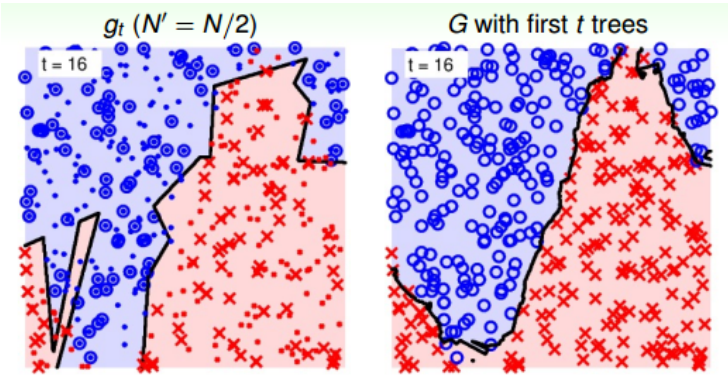 g_t (N' = N/2)
G with first t trees
t = 16
t = 16